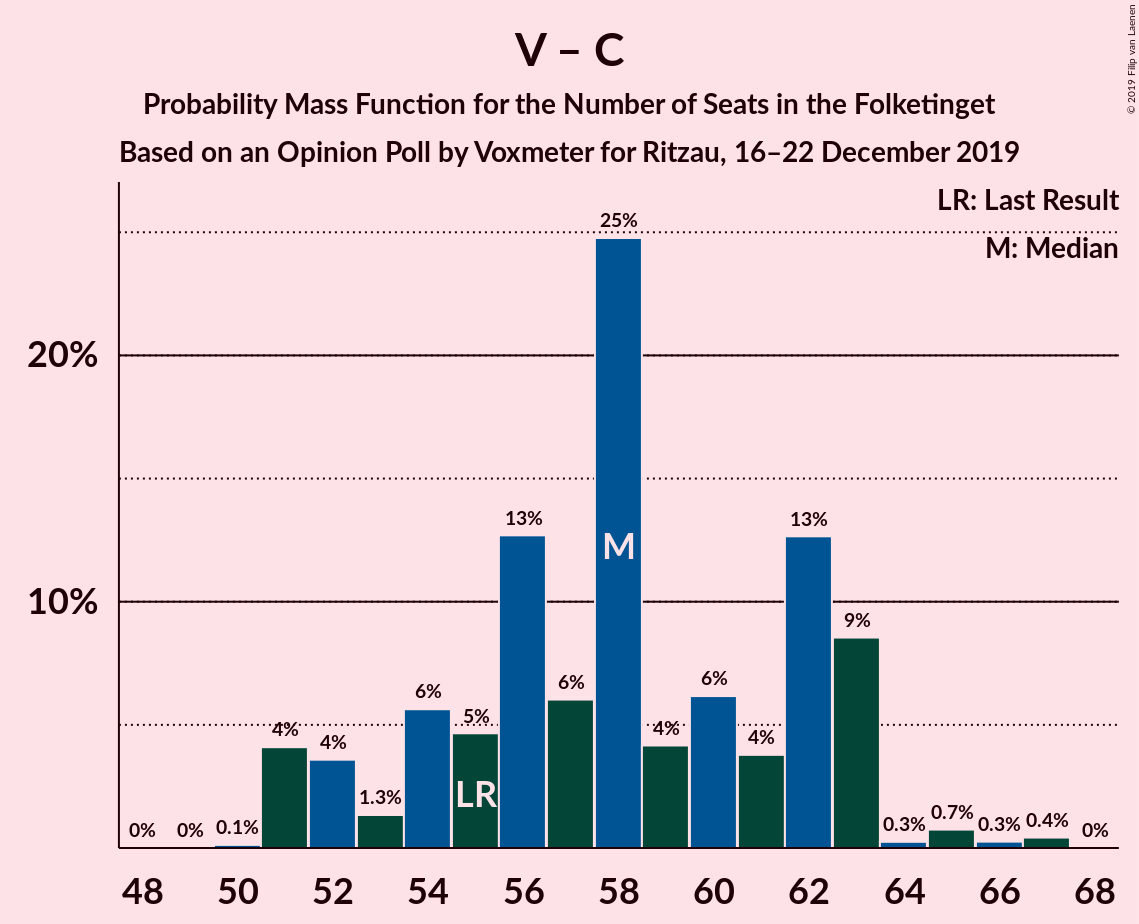 V – C
Probability Mass Function for the Number of Seats in the Folketinget
Based on an Opinion Poll by Voxmeter for Ritzau, 16–22 December 2019
© 2019 Filip van Laenen
LR: Last Result
M: Median
20%
10%
0%
0%
0.1%
4%
4%
1.3%
6%
5%
13%
6%
25%
4%
6%
4%
13%
9%
0.3%
0.7%
0.3%
0.4%
0%
LR
M
48 50 52 54 56 58 60 62 64 66 68